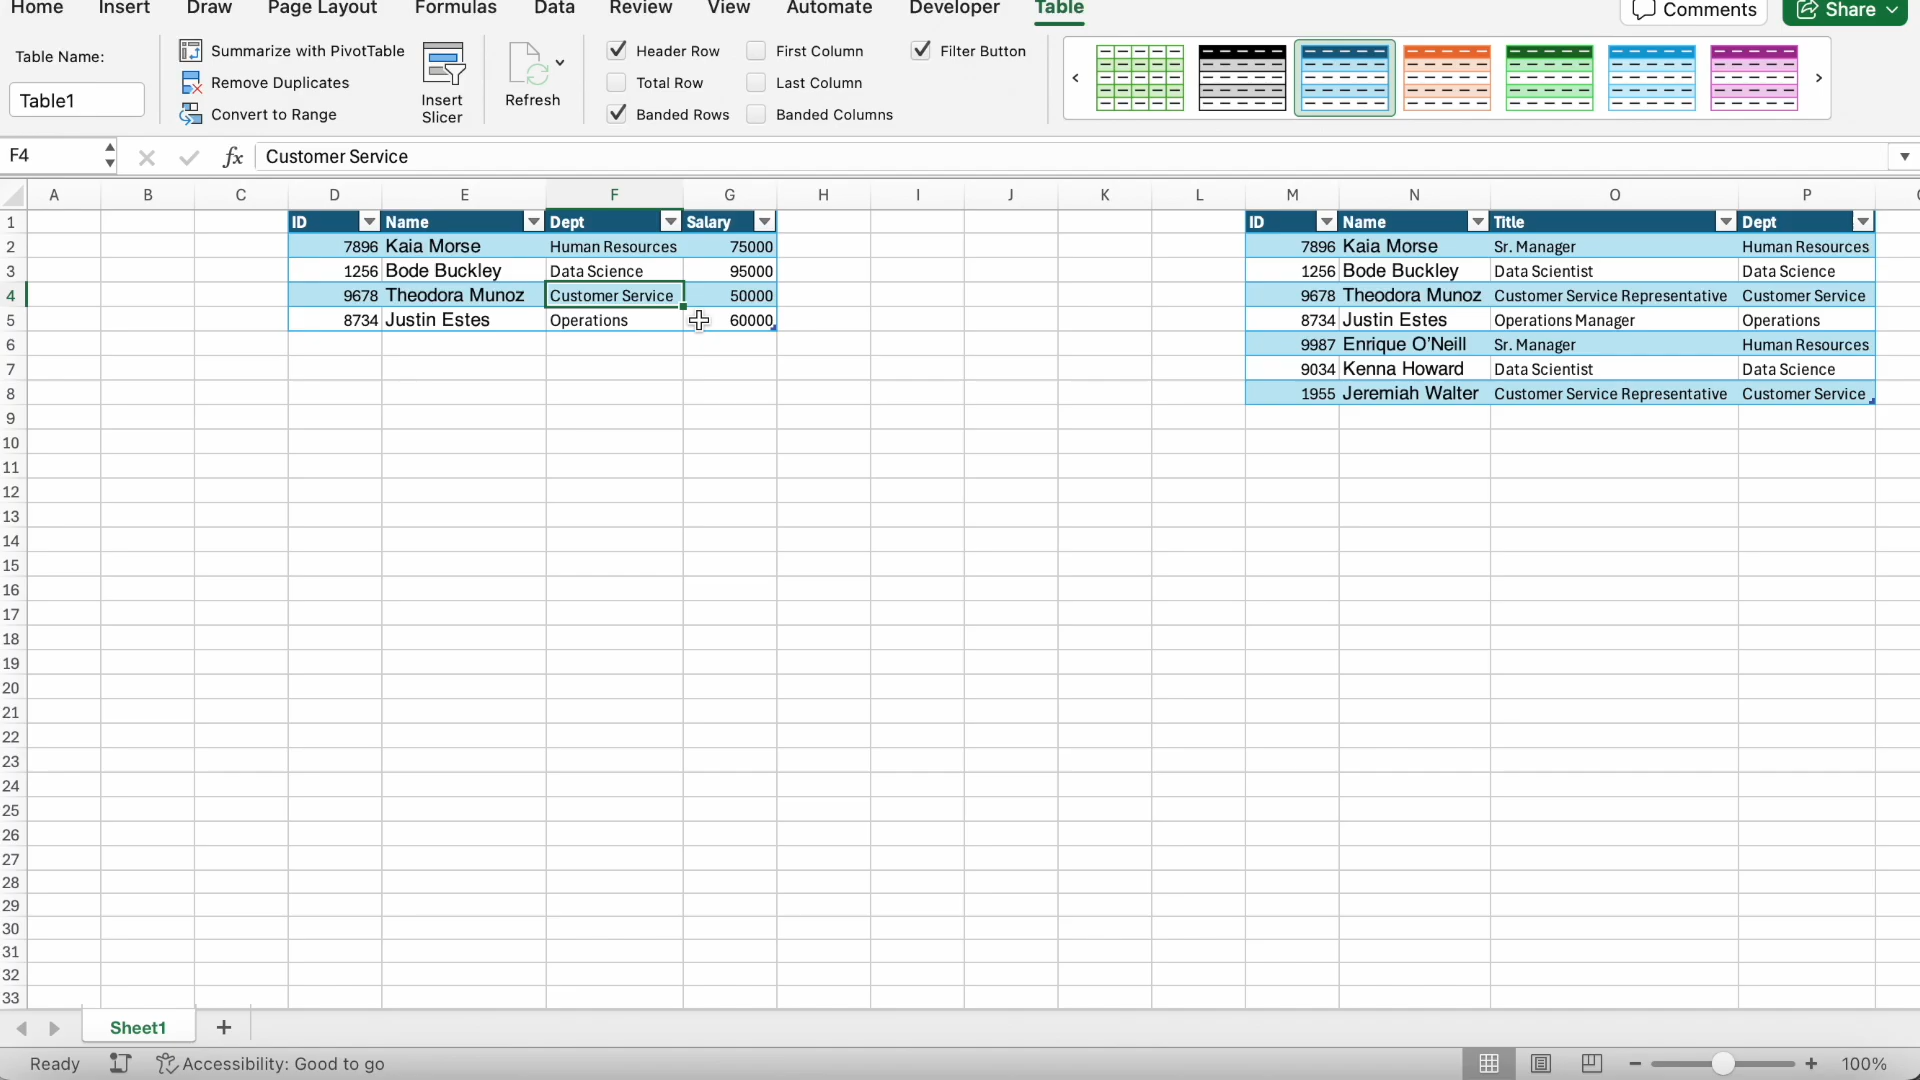 Home Insert Draw Page Layout Formulas Data Review View Automate Developer Table Comments Share
Table Name:
Table1
Summarize with PivotTable
Remove Duplicates
Convert to Range
Insert
Slicer
Refresh
Header Row First Column Filter Button
Total Row Last Column
Banded Rows Banded Columns
F4 fx Customer Service
A B C D E F G H I J K L M N O P
1 ID Name Dept Salary ID Name Title Dept
2 7896 Kaia Morse Human Resources 75000 7896 Kaia Morse Sr. Manager Human Resources
3 1256 Bode Buckley Data Science 95000 1256 Bode Buckley Data Scientist Data Science
4 9678 Theodora Munoz Customer Service 50000 9678 Theodora Munoz Customer Service Representative Customer Service
5 8734 Justin Estes Operations 60000 8734 Justin Estes Operations Manager Operations
6 9987 Enrique O’Neill Sr. Manager Human Resources
7 9034 Kenna Howard Data Scientist Data Science
8 1955 Jeremiah Walter Customer Service Representative Customer Service
9
10
11
12
13
14
15
16
17
18
19
20
21
22
23
24
25
26
27
28
29
30
31
32
33
Sheet1
Ready Accessibility: Good to go 100%